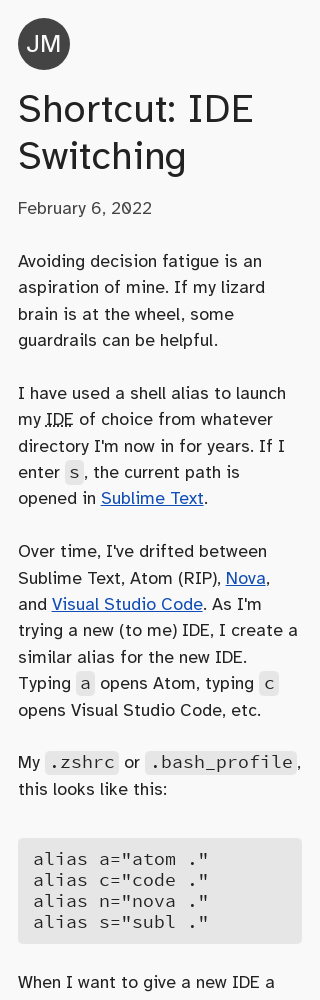 JM
Shortcut: IDE
Switching
February 6, 2022
Avoiding decision fatigue is an
aspiration of mine. If my lizard
brain is at the wheel, some
guardrails can be helpful.
I have used a shell alias to launch
my IDE of choice from whatever
directory I'm now in for years. If I
enter s, the current path is
opened in Sublime Text.
Over time, I've drifted between
Sublime Text, Atom (RIP), Nova,
and Visual Studio Code. As I'm
trying a new (to me) IDE, I create a
similar alias for the new IDE.
Typing a opens Atom, typing c
opens Visual Studio Code, etc.
My .zshrc or .bash_profile,
this looks like this:
alias a="atom ."
alias c="code ."
alias n="nova ."
alias s="subl ."
When I want to give a new IDE a